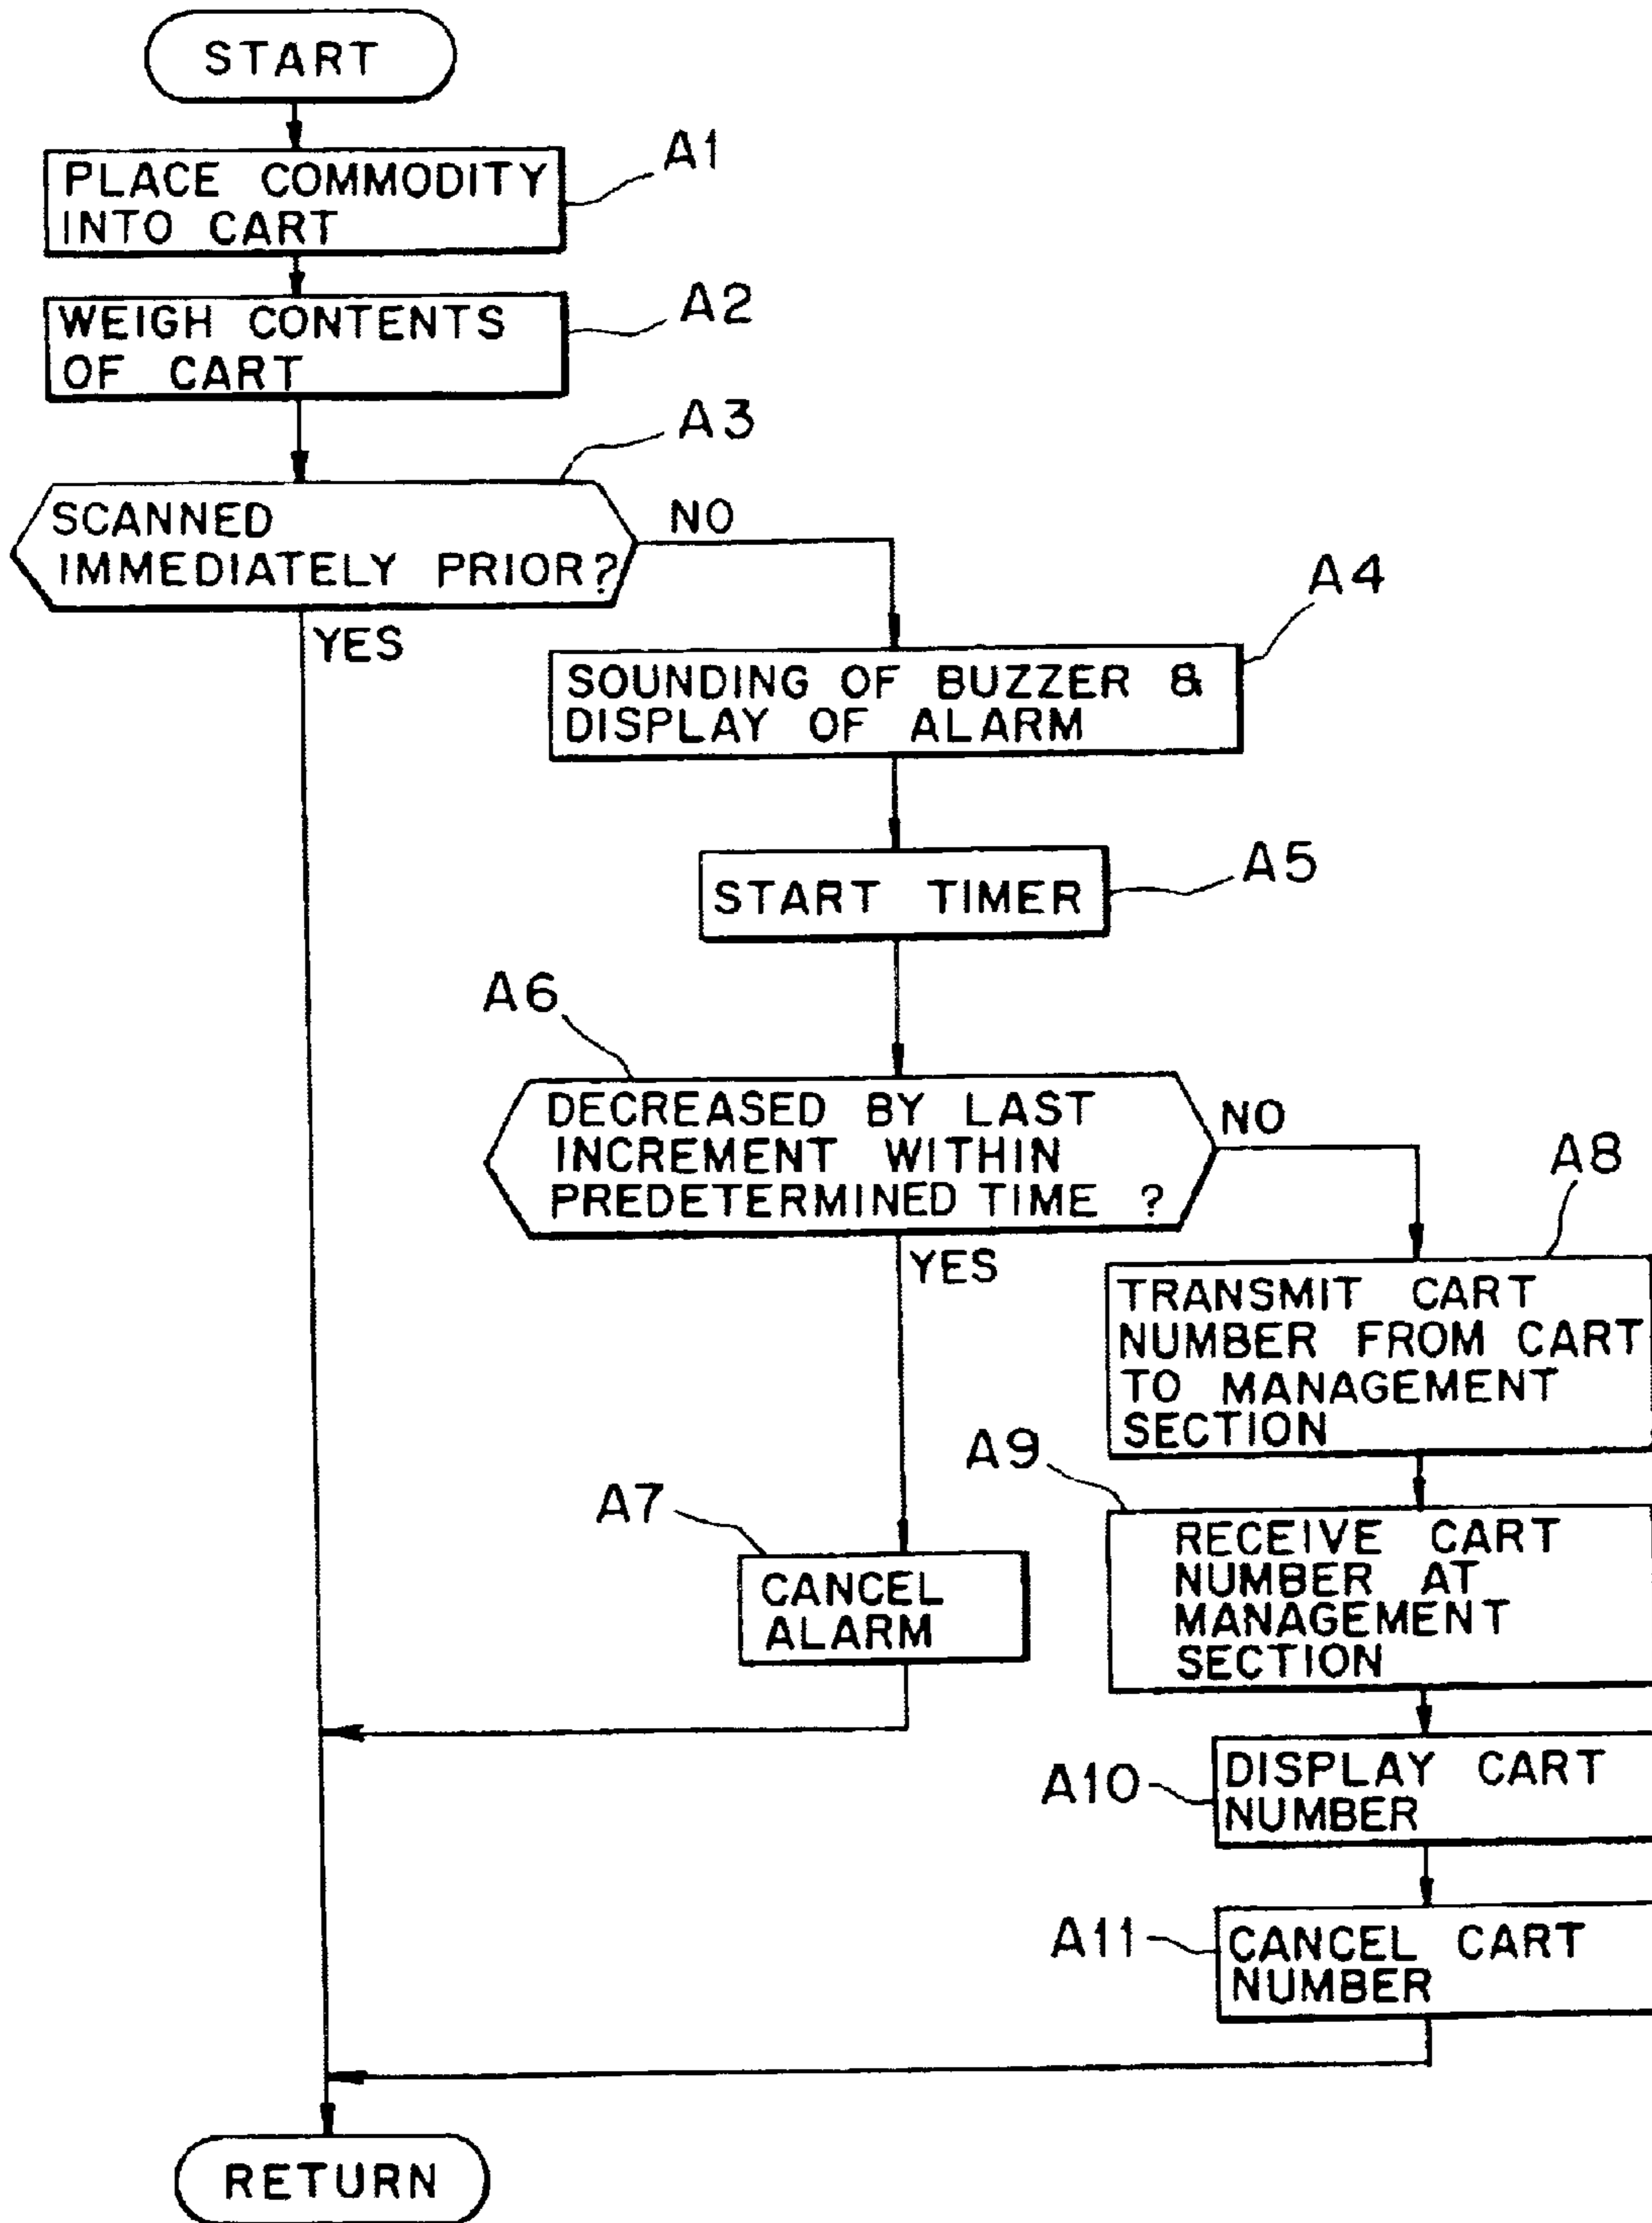 START
A1
PLACE COMMODITY
INTO CART
A2
WEIGH CONTENTS
OF CART
A3
SCANNED
IMMEDIATELY PRIOR?
NO
YES
A4
SOUNDING OF BUZZER &
DISPLAY OF ALARM
A5
START TIMER
A6
DECREASED BY LAST
INCREMENT WITHIN
PREDETERMINED TIME ?
NO
YES
A8
TRANSMIT CART
NUMBER FROM CART
TO MANAGEMENT
SECTION
A9
RECEIVE CART
NUMBER AT
MANAGEMENT
SECTION
A7
CANCEL
ALARM
A10
DISPLAY CART
NUMBER
A11
CANCEL CART
NUMBER
RETURN